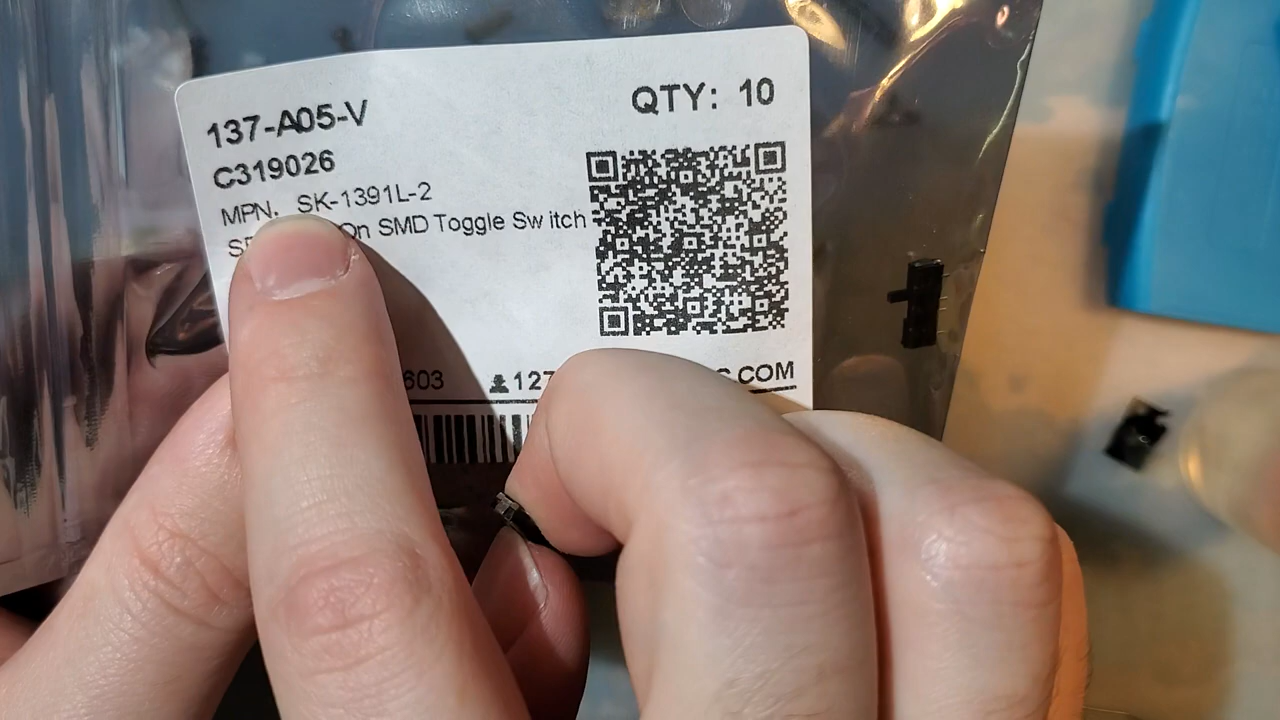 137-A05-V
QTY: 10
C319026
MPN: SK-1391L-2
On SMD Toggle Switch
603
127
.COM